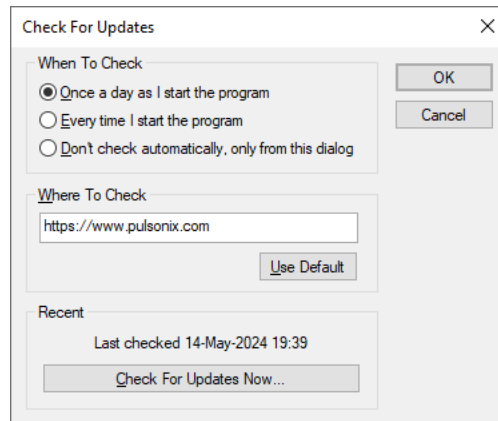 Check For Updates
When To Check
Once a day as I start the program
Every time I start the program
Don't check automatically, only from this dialog
OK
Cancel
Where To Check
https://www.pulsonix.com
Use Default
Recent
Last checked 14-May-2024 19:39
Check For Updates Now...